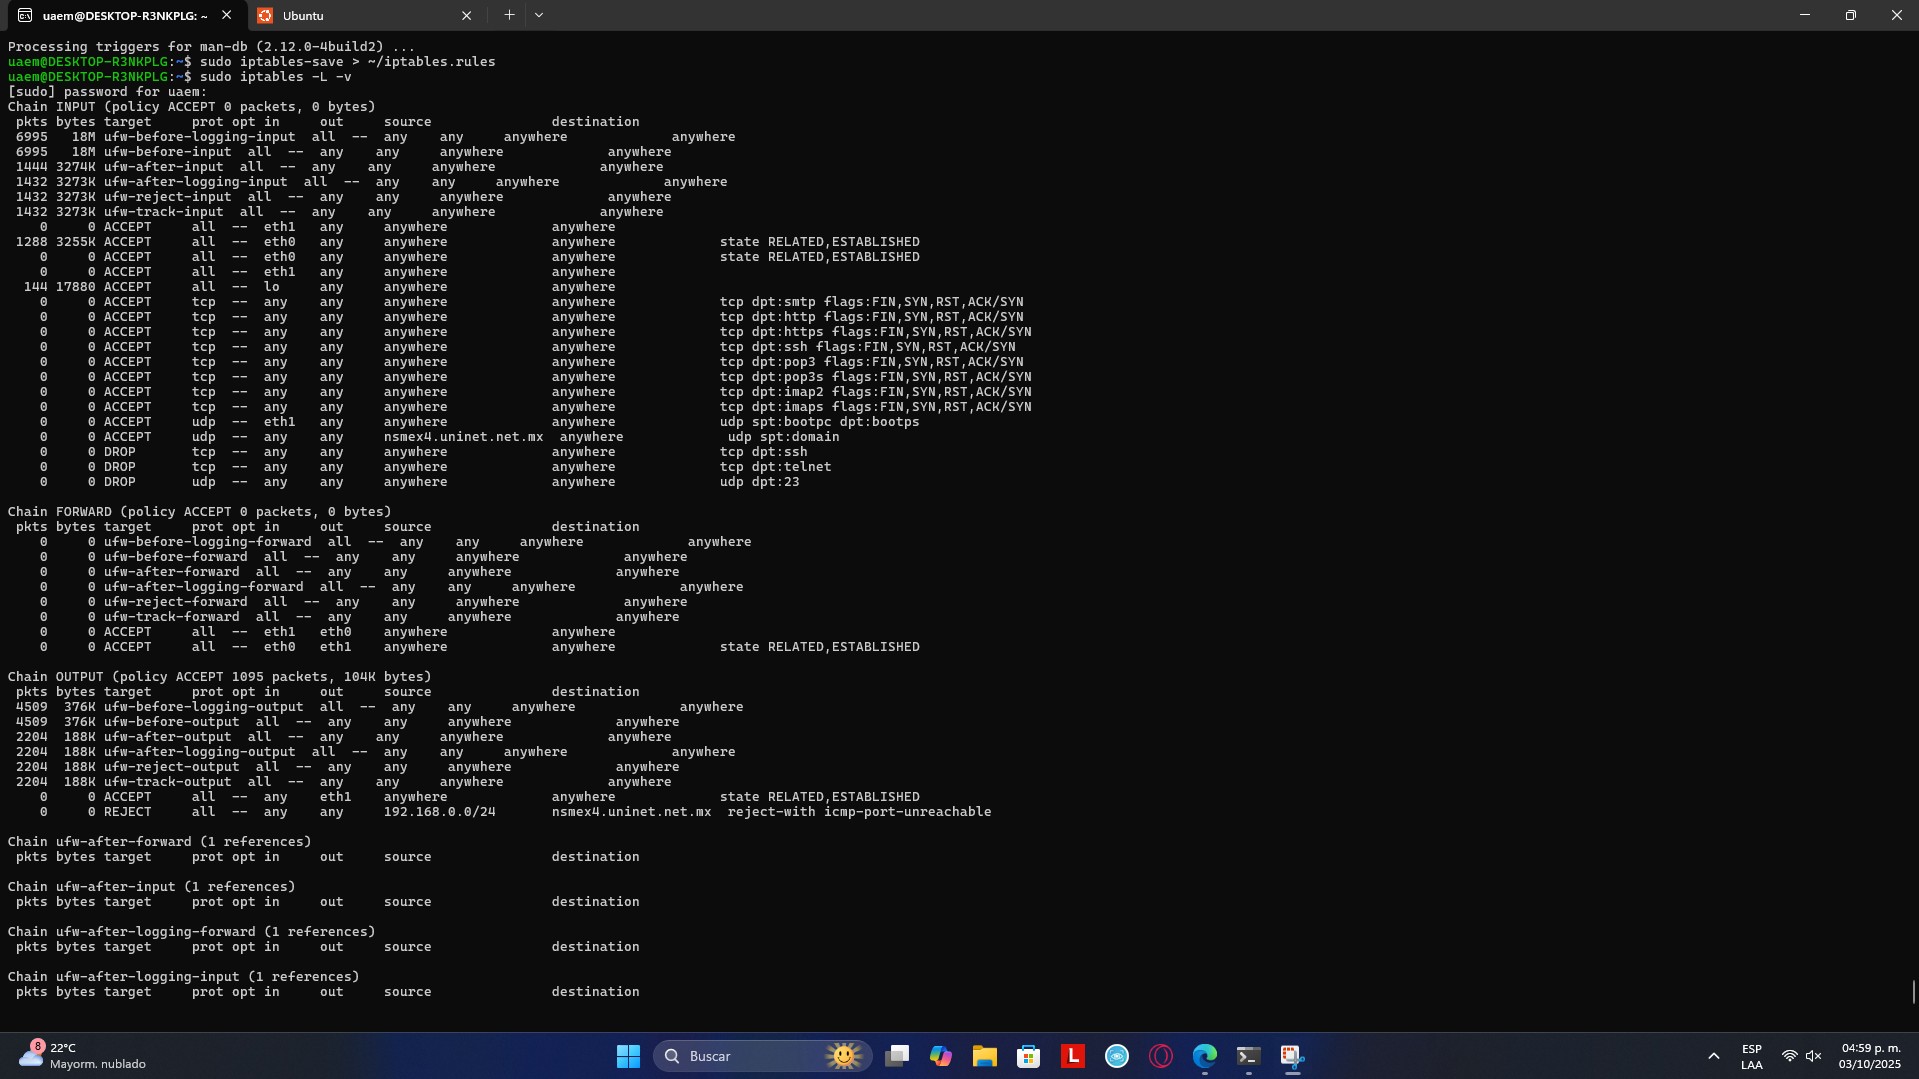 uaem@DESKTOP-R3NKPLG: ~
Ubuntu
Processing triggers for man-db (2.12.0-4build2) ...
uaem@DESKTOP-R3NKPLG:~$ sudo iptables-save > ~/iptables.rules
uaem@DESKTOP-R3NKPLG:~$ sudo iptables -L -v
[sudo] password for uaem:
Chain INPUT (policy ACCEPT 0 packets, 0 bytes)
 pkts bytes target     prot opt in     out     source               destination
 6995   18M ufw-before-logging-input  all  --  any    any     anywhere             anywhere
 6995   18M ufw-before-input  all  --  any    any     anywhere             anywhere
 1444 3274K ufw-after-input  all  --  any    any     anywhere             anywhere
 1432 3273K ufw-after-logging-input  all  --  any    any     anywhere             anywhere
 1432 3273K ufw-reject-input  all  --  any    any     anywhere             anywhere
 1432 3273K ufw-track-input  all  --  any    any     anywhere             anywhere
    0     0 ACCEPT     all  --  eth1   any     anywhere             anywhere
 1288 3255K ACCEPT     all  --  eth0   any     anywhere             anywhere             state RELATED,ESTABLISHED
    0     0 ACCEPT     all  --  eth0   any     anywhere             anywhere             state RELATED,ESTABLISHED
    0     0 ACCEPT     all  --  eth1   any     anywhere             anywhere
  144 17880 ACCEPT     all  --  lo     any     anywhere             anywhere
    0     0 ACCEPT     tcp  --  any    any     anywhere             anywhere             tcp dpt:smtp flags:FIN,SYN,RST,ACK/SYN
    0     0 ACCEPT     tcp  --  any    any     anywhere             anywhere             tcp dpt:http flags:FIN,SYN,RST,ACK/SYN
    0     0 ACCEPT     tcp  --  any    any     anywhere             anywhere             tcp dpt:https flags:FIN,SYN,RST,ACK/SYN
    0     0 ACCEPT     tcp  --  any    any     anywhere             anywhere             tcp dpt:ssh flags:FIN,SYN,RST,ACK/SYN
    0     0 ACCEPT     tcp  --  any    any     anywhere             anywhere             tcp dpt:pop3 flags:FIN,SYN,RST,ACK/SYN
    0     0 ACCEPT     tcp  --  any    any     anywhere             anywhere             tcp dpt:pop3s flags:FIN,SYN,RST,ACK/SYN
    0     0 ACCEPT     tcp  --  any    any     anywhere             anywhere             tcp dpt:imap2 flags:FIN,SYN,RST,ACK/SYN
    0     0 ACCEPT     tcp  --  any    any     anywhere             anywhere             tcp dpt:imaps flags:FIN,SYN,RST,ACK/SYN
    0     0 ACCEPT     udp  --  eth1   any     anywhere             anywhere             udp spt:bootpc dpt:bootps
    0     0 ACCEPT     udp  --  any    any     nsmex4.uninet.net.mx  anywhere             udp spt:domain
    0     0 DROP       tcp  --  any    any     anywhere             anywhere             tcp dpt:ssh
    0     0 DROP       tcp  --  any    any     anywhere             anywhere             tcp dpt:telnet
    0     0 DROP       udp  --  any    any     anywhere             anywhere             udp dpt:23
Chain FORWARD (policy ACCEPT 0 packets, 0 bytes)
 pkts bytes target     prot opt in     out     source               destination
    0     0 ufw-before-logging-forward  all  --  any    any     anywhere             anywhere
    0     0 ufw-before-forward  all  --  any    any     anywhere             anywhere
    0     0 ufw-after-forward  all  --  any    any     anywhere             anywhere
    0     0 ufw-after-logging-forward  all  --  any    any     anywhere             anywhere
    0     0 ufw-reject-forward  all  --  any    any     anywhere             anywhere
    0     0 ufw-track-forward  all  --  any    any     anywhere             anywhere
    0     0 ACCEPT     all  --  eth1   eth0    anywhere             anywhere
    0     0 ACCEPT     all  --  eth0   eth1    anywhere             anywhere             state RELATED,ESTABLISHED
Chain OUTPUT (policy ACCEPT 1095 packets, 104K bytes)
 pkts bytes target     prot opt in     out     source               destination
 4509  376K ufw-before-logging-output  all  --  any    any     anywhere             anywhere
 4509  376K ufw-before-output  all  --  any    any     anywhere             anywhere
 2204  188K ufw-after-output  all  --  any    any     anywhere             anywhere
 2204  188K ufw-after-logging-output  all  --  any    any     anywhere             anywhere
 2204  188K ufw-reject-output  all  --  any    any     anywhere             anywhere
 2204  188K ufw-track-output  all  --  any    any     anywhere             anywhere
    0     0 ACCEPT     all  --  any    eth1    anywhere             anywhere             state RELATED,ESTABLISHED
    0     0 REJECT     all  --  any    any     192.168.0.0/24       nsmex4.uninet.net.mx  reject-with icmp-port-unreachable
Chain ufw-after-forward (1 references)
 pkts bytes target     prot opt in     out     source               destination
Chain ufw-after-input (1 references)
 pkts bytes target     prot opt in     out     source               destination
Chain ufw-after-logging-forward (1 references)
 pkts bytes target     prot opt in     out     source               destination
Chain ufw-after-logging-input (1 references)
 pkts bytes target     prot opt in     out     source               destination
8
22°C
Mayorm. nublado
Buscar
L
ESP
LAA
04:59 p. m.
03/10/2025